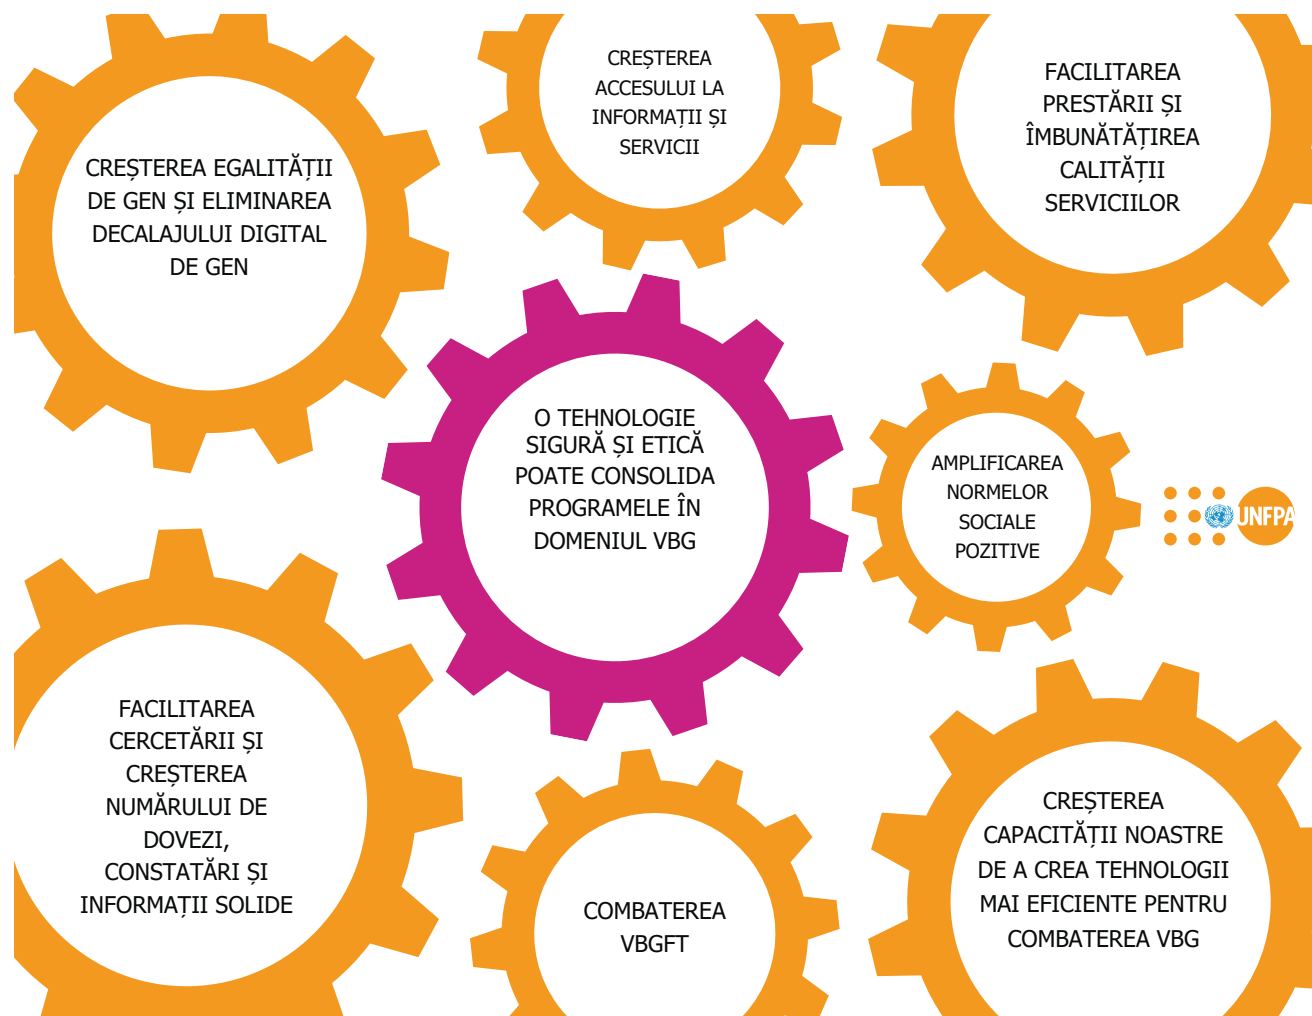 CREȘTEREA EGALITĂȚII
DE GEN ȘI ELIMINAREA
DECALAJULUI DIGITAL
DE GEN
CREȘTEREA
ACCESULUI LA
INFORMAȚII ȘI
SERVICII
FACILITAREA
PRESTĂRII ȘI
ÎMBUNĂTĂȚIREA
CALITĂȚII
SERVICIILOR
O TEHNOLOGIE
SIGURĂ ȘI ETICĂ
POATE CONSOLIDA
PROGRAMELE ÎN
DOMENIUL VBG
AMPLIFICAREA
NORMELOR
SOCIALE
POZITIVE
UNFPA
FACILITAREA
CERCETĂRII ȘI
CREȘTEREA
NUMĂRULUI DE
DOVEZI,
CONSTATĂRI ȘI
INFORMAȚII SOLIDE
COMBATEREA
VBGFT
CREȘTEREA
CAPACITĂȚII NOASTRE
DE A CREA TEHNOLOGII
MAI EFICIENTE PENTRU
COMBATEREA VBG